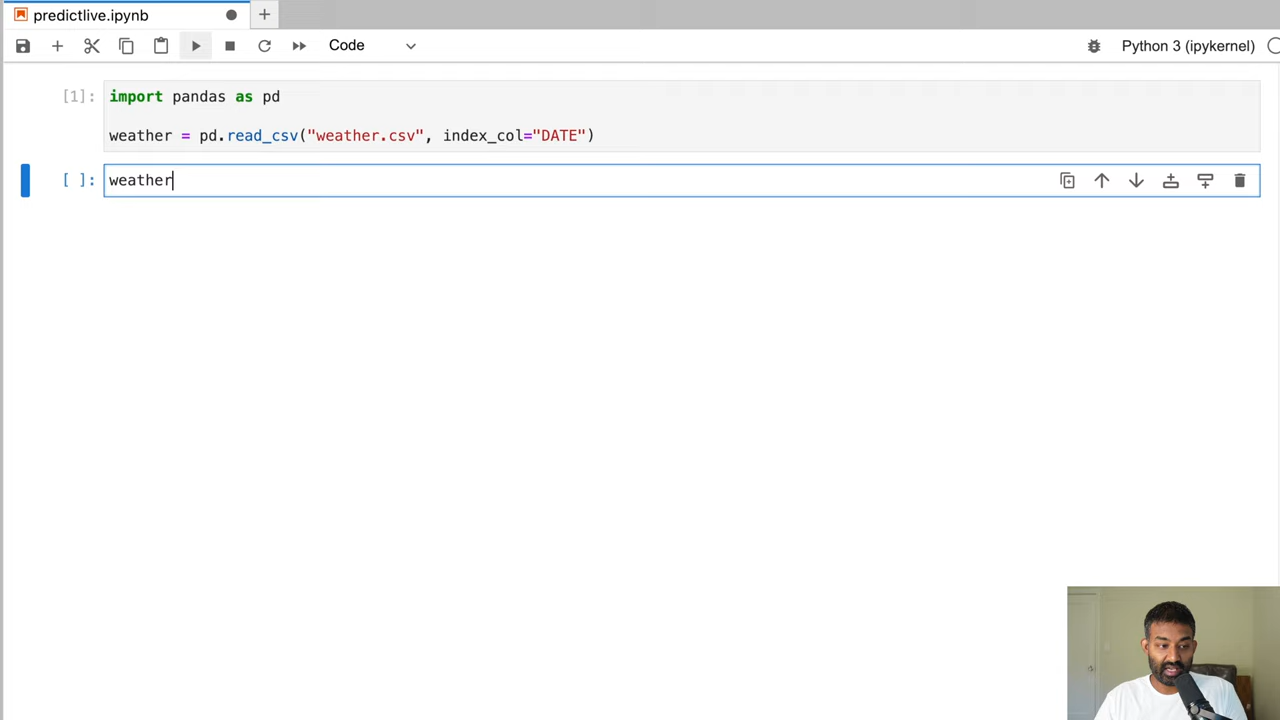 predictlive.ipynb
Code
Python 3 (ipykernel)
[1]:
import pandas as pd
weather = pd.read_csv("weather.csv", index_col="DATE")
[ ]:
weather